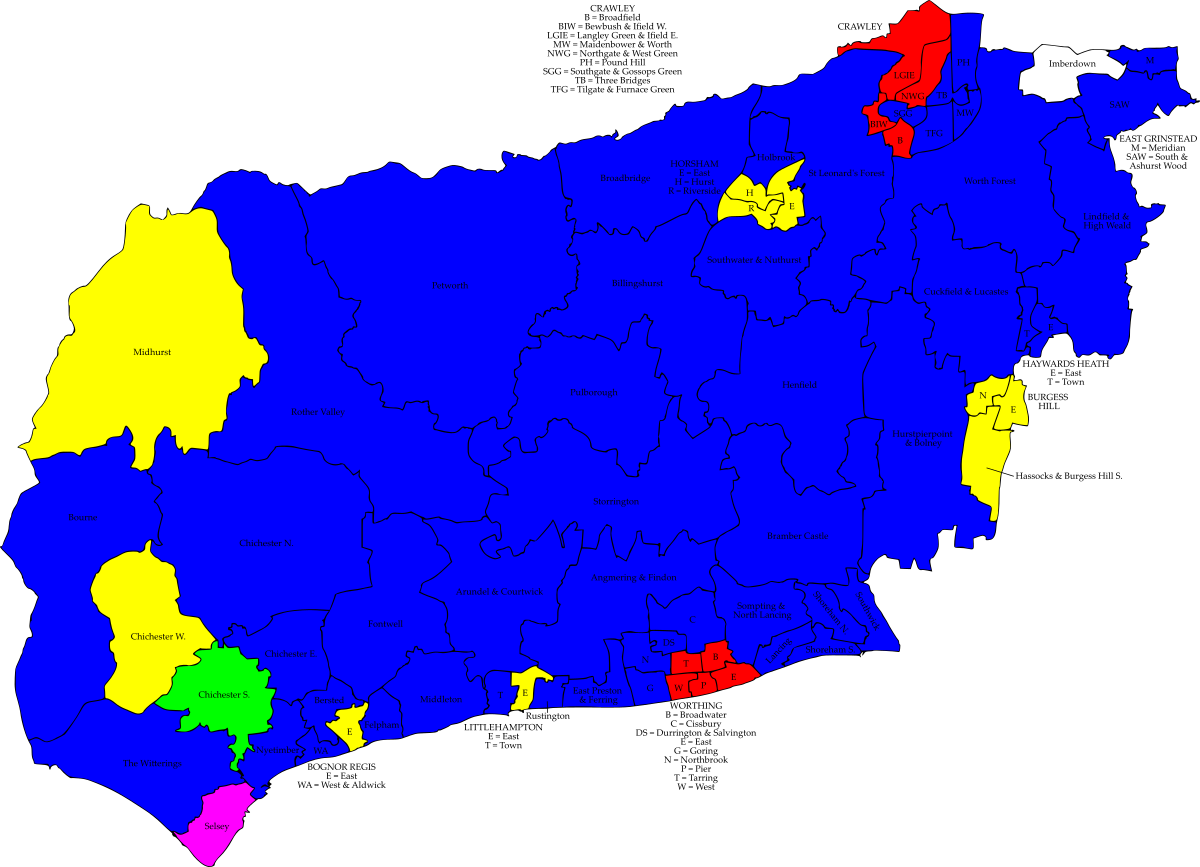 CRAWLEY
B = Broadfield
BIW = Bewbush & Ifield W.
LGIE = Langley Green & Ifield E.
MW = Maidenbower & Worth
NWG = Northgate & West Green
PH = Pound Hill
SGG = Southgate & Gossops Green
TB = Three Bridges
TFG = Tilgate & Furnace Green
CRAWLEY
LGIE
PH
Imberdown
M
NWG
TB
SAW
SGG
MW
BIW
B
TFG
EAST GRINSTEAD
M = Meridian
SAW = South &
Ashurst Wood
Holbrook
HORSHAM
E = East
H = Hurst
R = Riverside
Broadbridge
St Leonard's Forest
Worth Forest
H
R
E
Lindfield &
High Weald
Southwater & Nuthurst
Petworth
Billingshurst
Cuckfield & Lucastes
T
E
Midhurst
HAYWARDS HEATH
E = East
T = Town
Pulborough
Henfield
N
E
BURGESS
HILL
Rother Valley
Hurstpierpoint
& Bolney
Hassocks & Burgess Hill S.
Storrington
Bourne
Chichester N.
Bramber Castle
Angmering & Findon
Arundel & Courtwick
Sompting &
North Lancing
Shoreham N.
Southwick
C
Fontwell
Chichester W.
DS
N
Lancing
Shoreham S.
Chichester E.
T
B
E
Chichester S.
Bersted
Felpham
Middleton
T
E
East Preston
& Ferring
G
W
P
E
Rustington
WORTHING
B = Broadwater
C = Cissbury
DS = Durrington & Salvington
E = East
G = Goring
N = Northbrook
P = Pier
T = Tarring
W = West
LITTLEHAMPTON
E = East
T = Town
Nyetimber
WA
The Witterings
BOGNOR REGIS
E = East
WA = West & Aldwick
Selsey